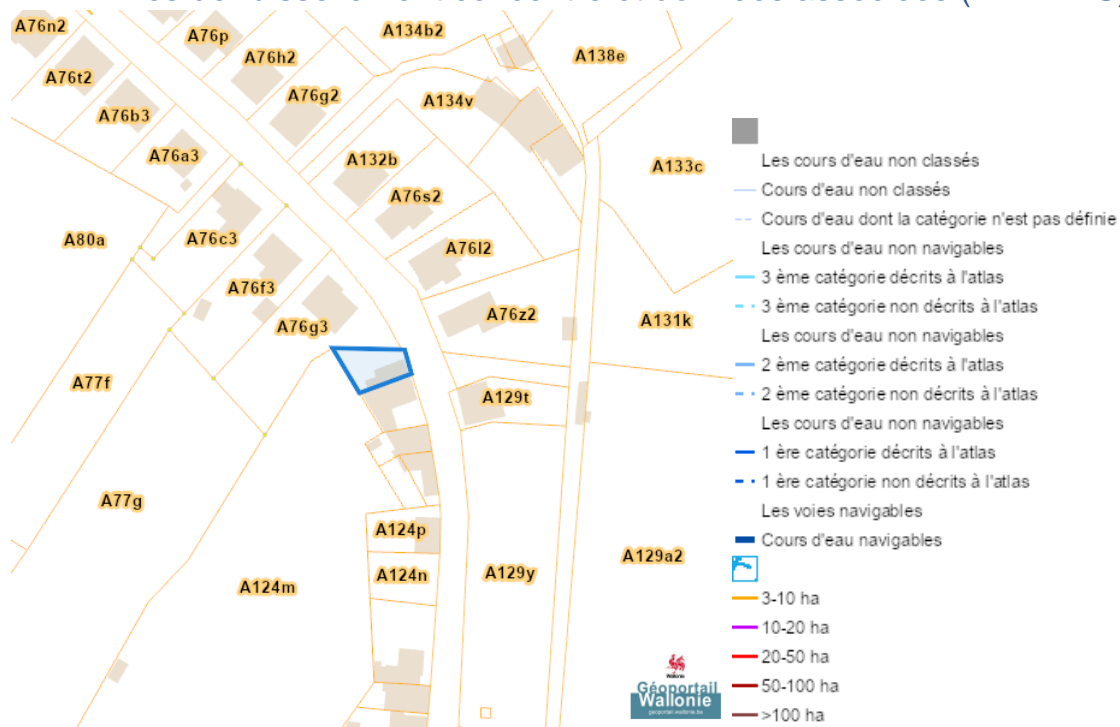 A76n2
A76p
A134b2
A138e
A76h2
A76t2
A76g2
A134v
A76b3
A76a3
A132b
A133c
A76s2
A80a
A76c3
A76l2
A76f3
A76g3
A76z2
A131k
A77f
A129t
A77g
A124p
A124n
A129y
A129a2
A124m
Wallonie
Géoportail
Wallonie
geoportail.wallonie.be
Les cours d'eau non classés
Cours d'eau non classés
Cours d'eau dont la catégorie n'est pas définie
Les cours d'eau non navigables
3 ème catégorie décrits à l'atlas
3 ème catégorie non décrits à l'atlas
Les cours d'eau non navigables
2 ème catégorie décrits à l'atlas
2 ème catégorie non décrits à l'atlas
Les cours d'eau non navigables
1 ère catégorie décrits à l'atlas
1 ère catégorie non décrits à l'atlas
Les voies navigables
Cours d'eau navigables
3-10 ha
10-20 ha
20-50 ha
50-100 ha
>100 ha